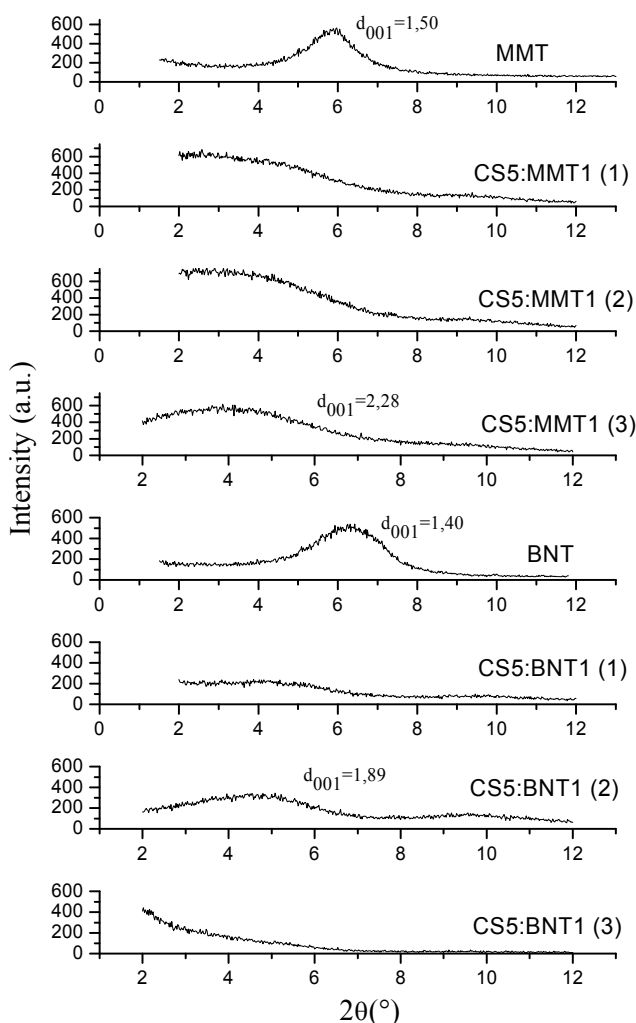 600
400
200
0
d001=1,50
MMT
0 2 4 6 8 10 12
600
400
200
0
CS5:MMT1 (1)
0 2 4 6 8 10 12
600
400
200
0
CS5:MMT1 (2)
0 2 4 6 8 10 12
600
400
200
0
d001=2,28
CS5:MMT1 (3)
2 4 6 8 10 12
Intensity (a.u.)
600
400
200
0
d001=1,40
BNT
0 2 4 6 8 10 12
600
400
200
0
CS5:BNT1 (1)
0 2 4 6 8 10 12
600
400
200
0
d001=1,89
CS5:BNT1 (2)
2 4 6 8 10 12
600
400
200
0
CS5:BNT1 (3)
2 4 6 8 10 12
2θ(°)